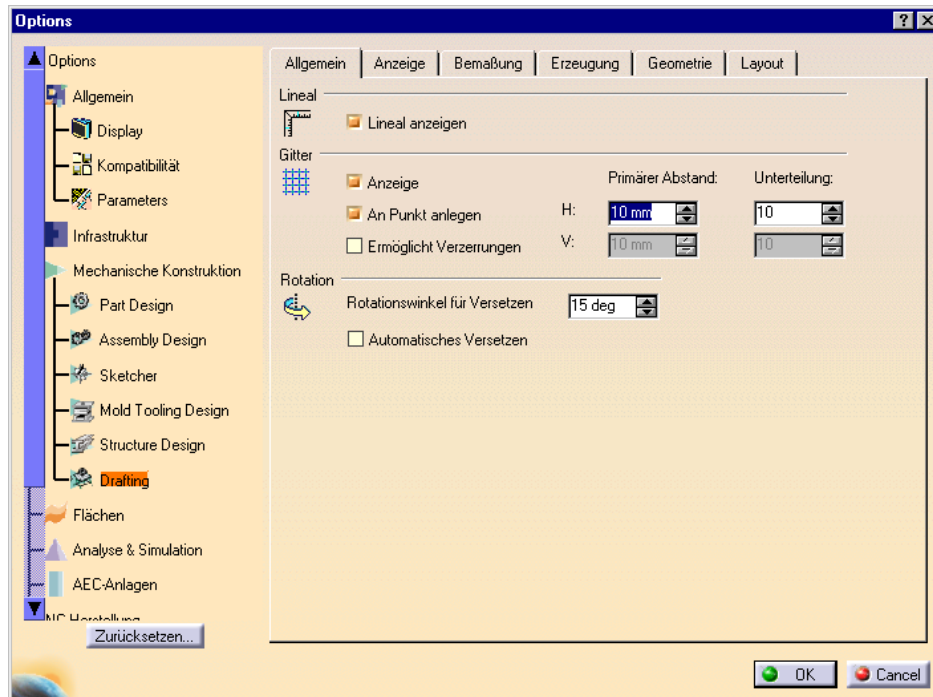 Options
Options
Allgemein
Display
Kompatibilität
Parameters
Infrastruktur
Mechanische Konstruktion
Part Design
Assembly Design
Sketcher
Mold Tooling Design
Structure Design
Drafting
Flächen
Analyse & Simulation
AEC-Anlagen
NC Herstellung
Zurücksetzen...
Allgemein Anzeige Bemaßung Erzeugung Geometrie Layout
Lineal
Lineal anzeigen
Gitter
Primärer Abstand: Unterteilung:
Anzeige
An Punkt anlegen H: 10 mm 10
Ermöglicht Verzerrungen V: 10 mm 10
Rotation
Rotationswinkel für Versetzen 15 deg
Automatisches Versetzen
OK Cancel